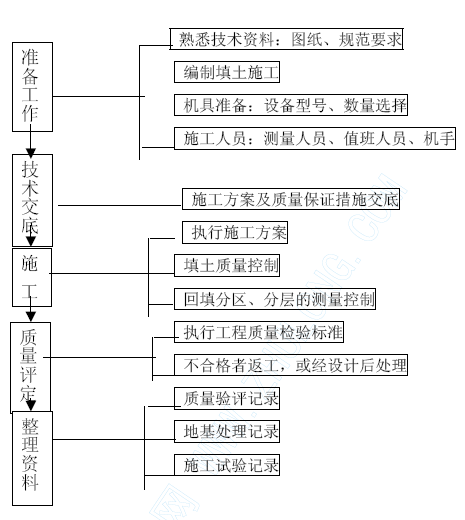 准备工作
熟悉技术资料：图纸、规范要求
编制填土施工
机具准备：设备型号、数量选择
施工人员：测量人员、值班人员、机手
技术交底
施工方案及质量保证措施交底
施工
执行施工方案
填土质量控制
回填分区、分层的测量控制
质量评定
执行工程质量检验标准
不合格者返工，或经设计后处理
整理资料
质量验评记录
地基处理记录
施工试验记录